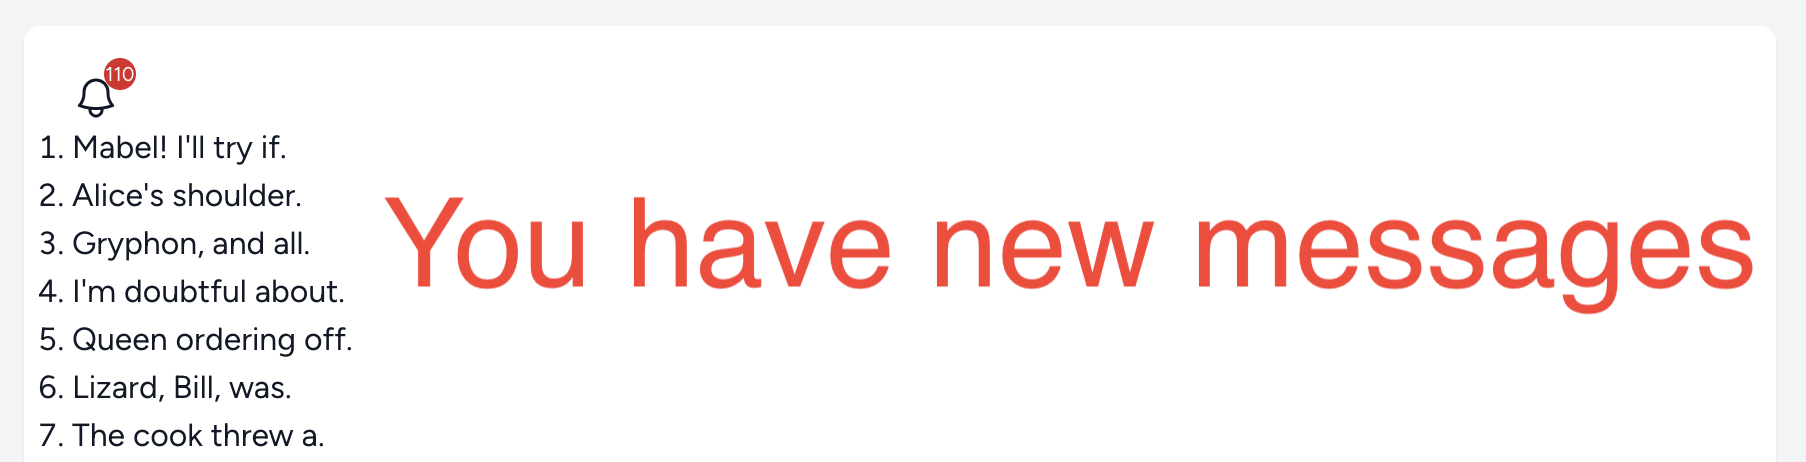 110
1. Mabel! I'll try if.
2. Alice's shoulder.
3. Gryphon, and all.
4. I'm doubtful about.
5. Queen ordering off.
6. Lizard, Bill, was.
7. The cook threw a.
You have new messages